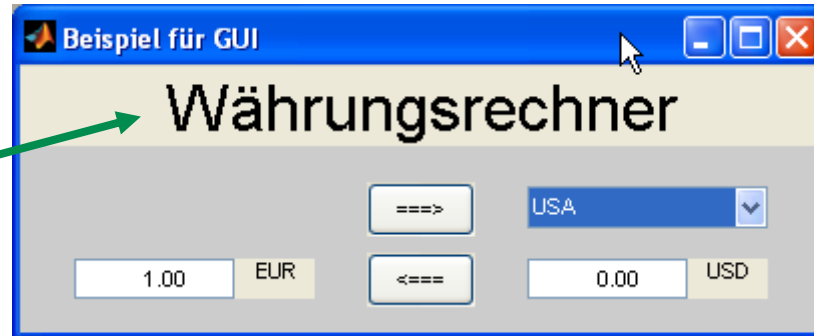 Beispiel für GUI
Währungsrechner
===> USA
1.00 EUR <=== 0.00 USD